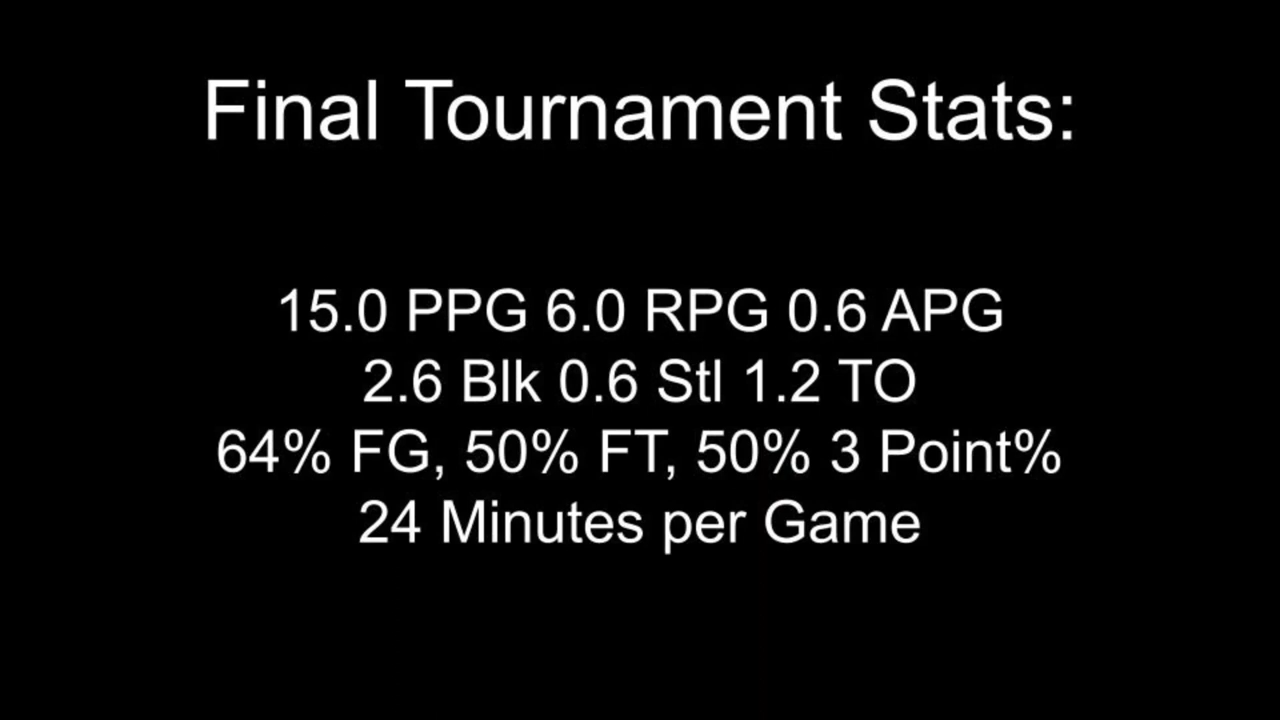 Final Tournament Stats:
15.0 PPG 6.0 RPG 0.6 APG
2.6 Blk 0.6 Stl 1.2 TO
64% FG, 50% FT, 50% 3 Point%
24 Minutes per Game